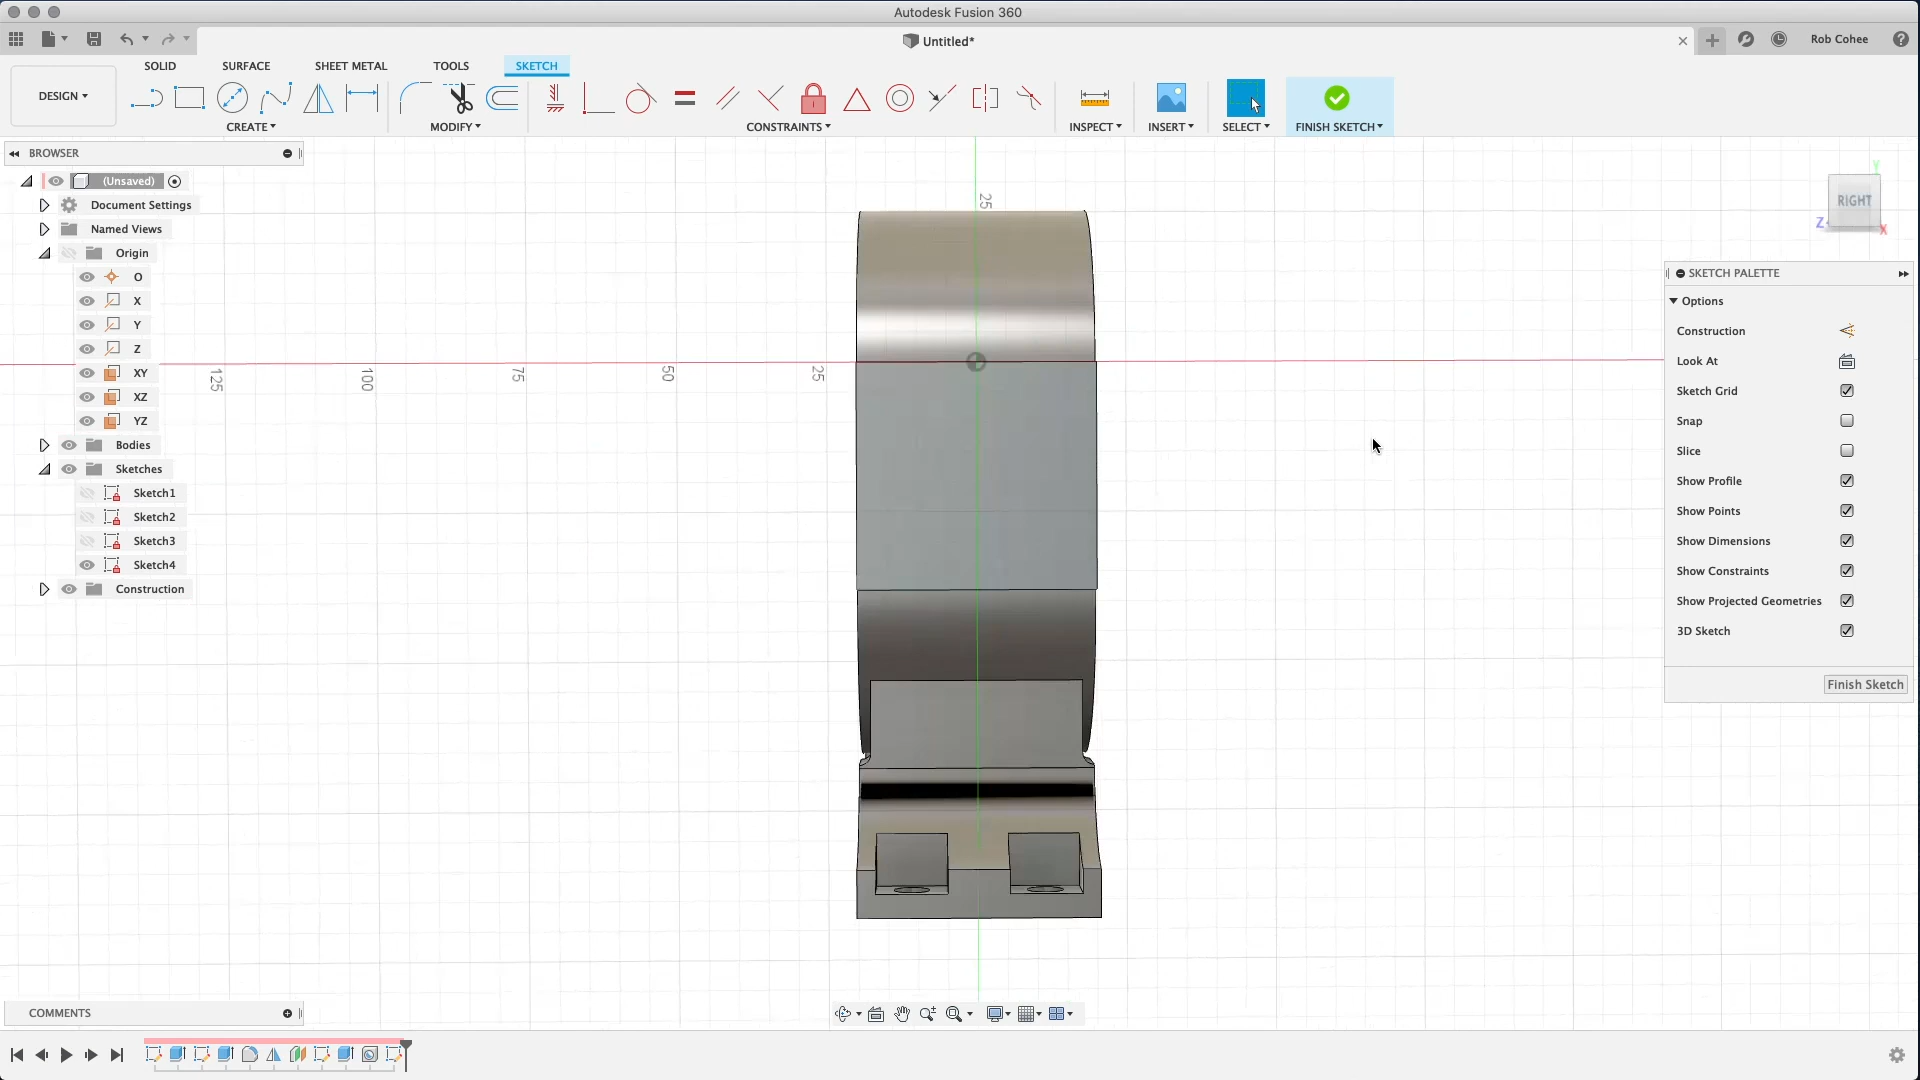 Autodesk Fusion 360
Untitled*
Rob Cohee
SOLID SURFACE SHEET METAL TOOLS SKETCH
DESIGN
CREATE MODIFY CONSTRAINTS INSPECT INSERT SELECT FINISH SKETCH
BROWSER
(Unsaved)
Document Settings
Named Views
Origin
O
X
Y
Z
XY
XZ
YZ
Bodies
Sketches
Sketch1
Sketch2
Sketch3
Sketch4
Construction
125 100 75 50 25
25
Y
RIGHT
Z
X
SKETCH PALETTE
Options
Construction
Look At
Sketch Grid
Snap
Slice
Show Profile
Show Points
Show Dimensions
Show Constraints
Show Projected Geometries
3D Sketch
Finish Sketch
COMMENTS